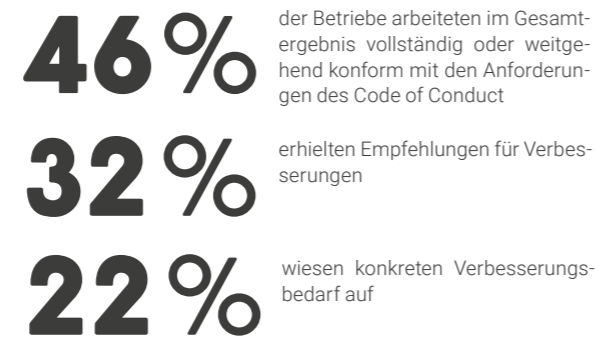 46%
der Betriebe arbeiteten im Gesamt-
ergebnis vollständig oder weitge-
hend konform mit den Anforderun-
gen des Code of Conduct
32%
erhielten Empfehlungen für Verbes-
serungen
22%
wiesen konkreten Verbesserungs-
bedarf auf